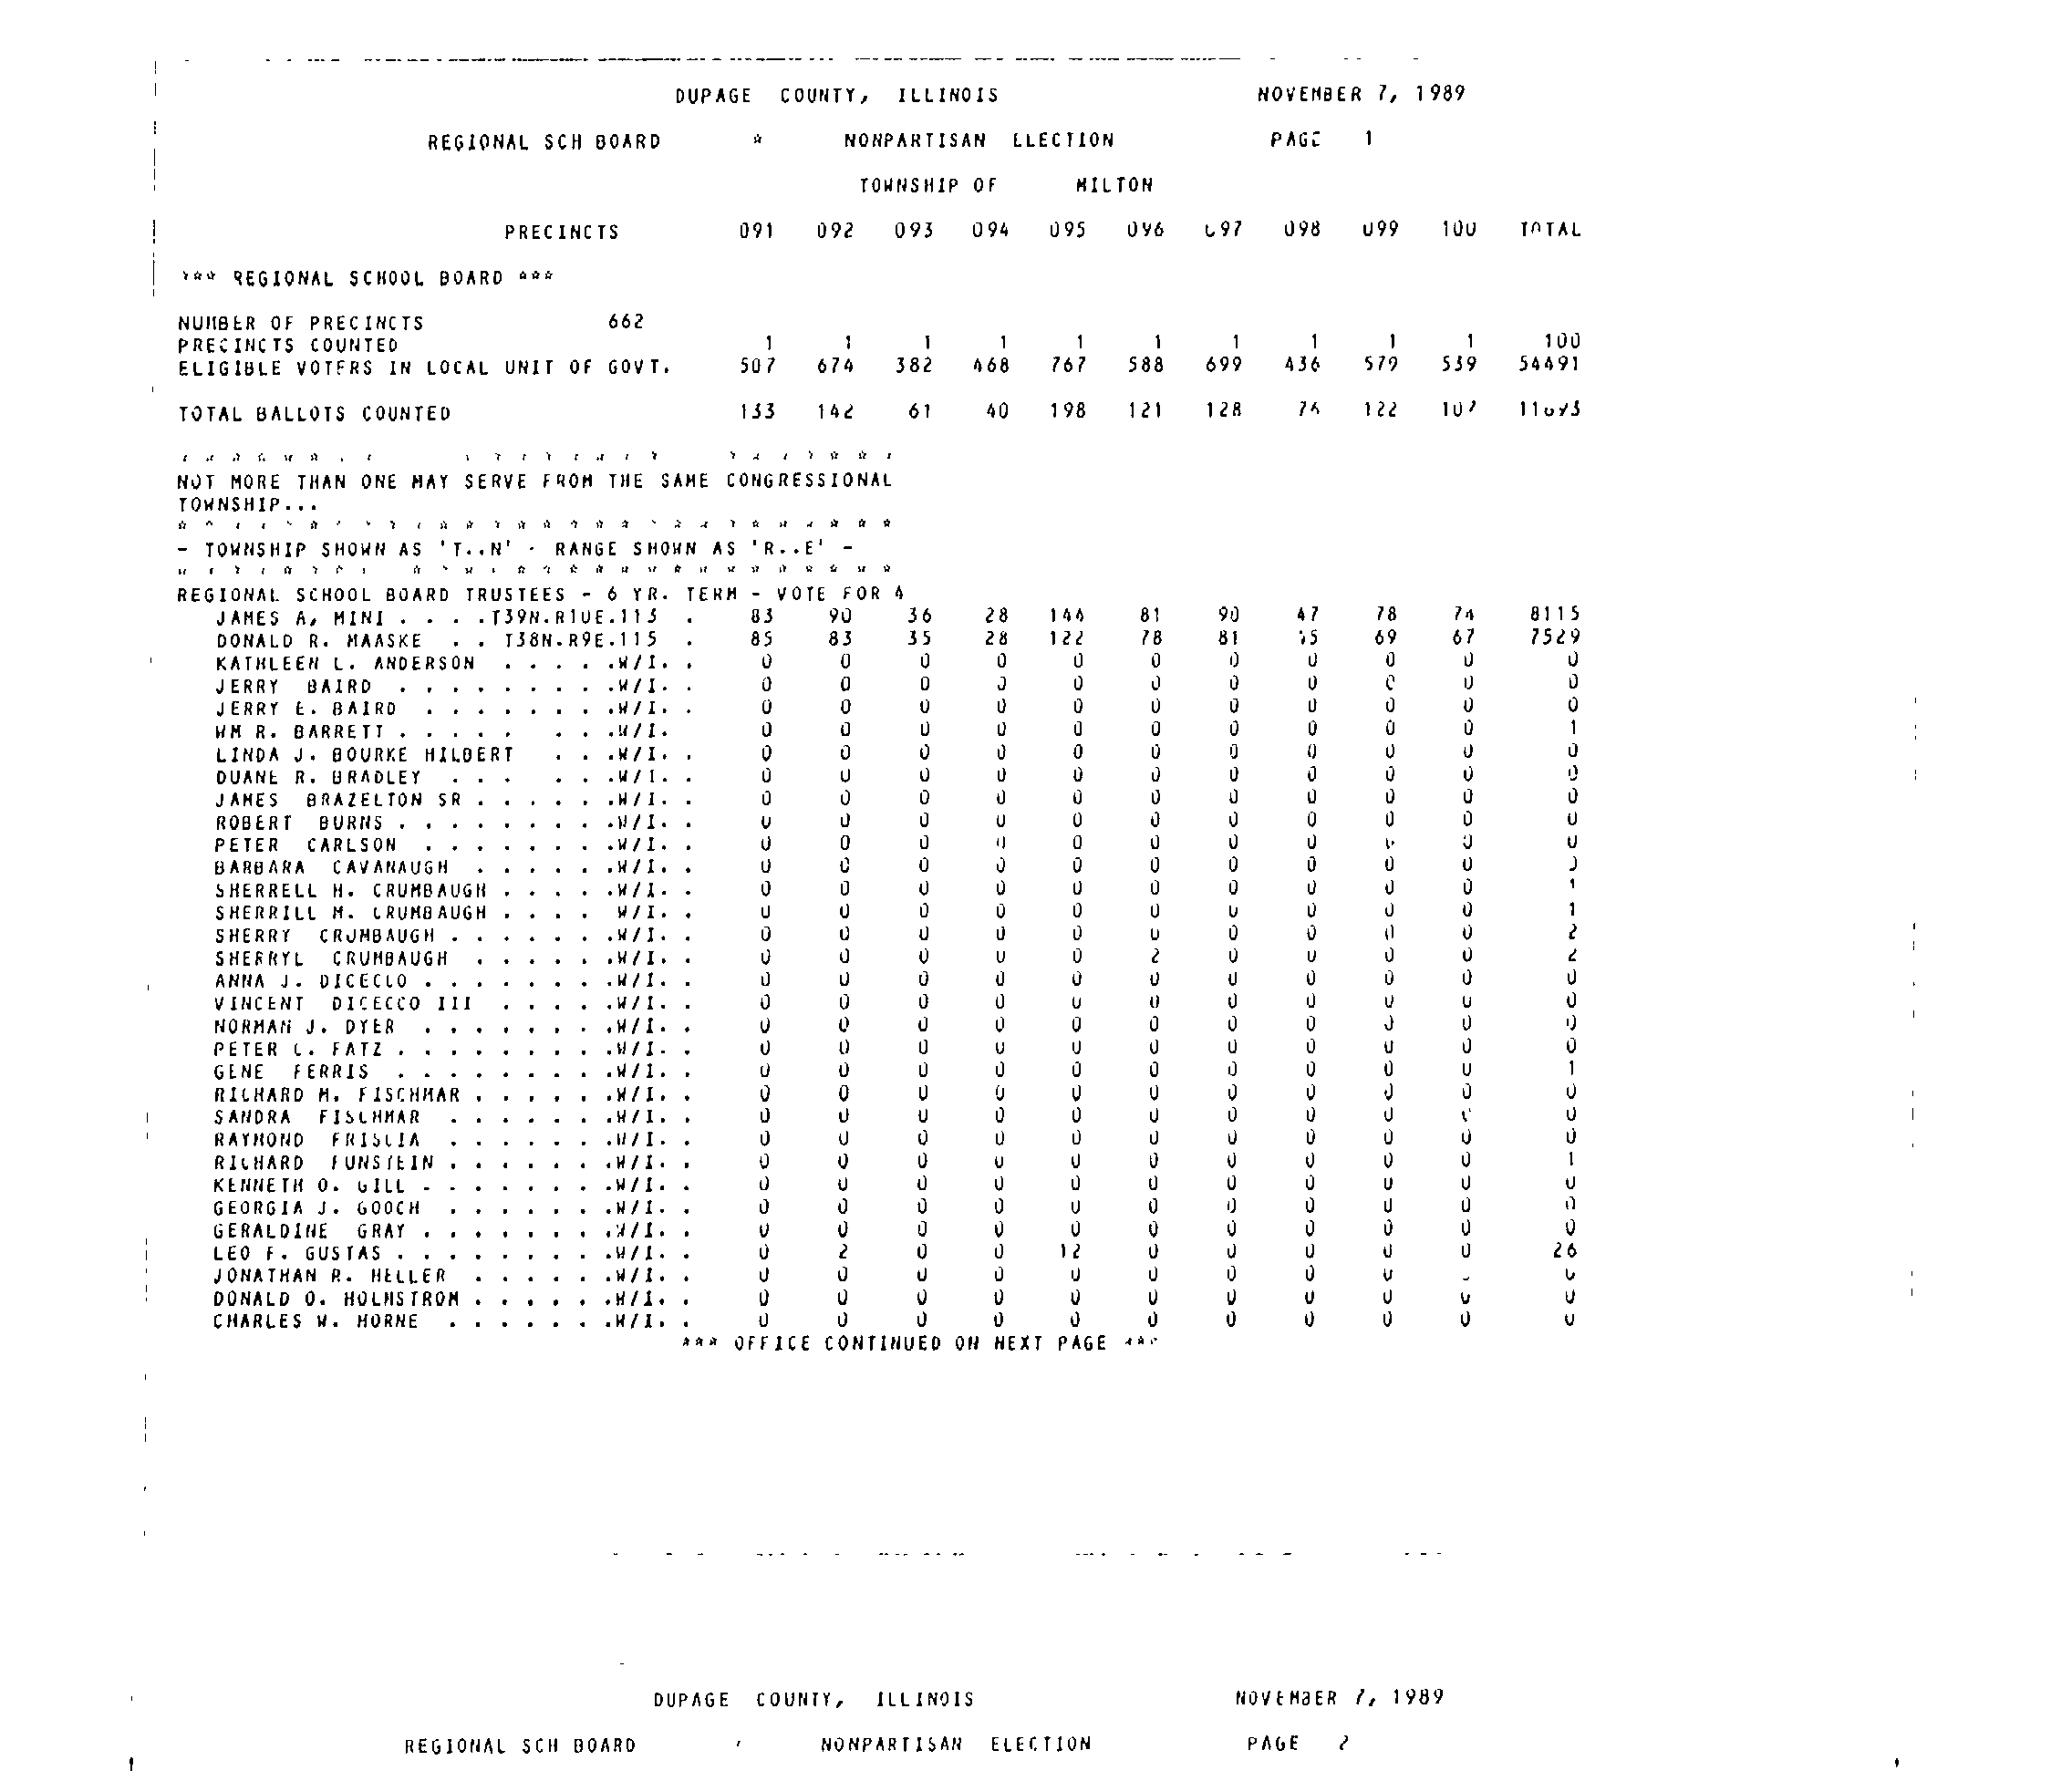 DUPAGE COUNTY, ILLINOIS NOVEMBER 7, 1989
REGIONAL SCH BOARD * NONPARTISAN ELECTION PAGE 1
TOWNSHIP OF MILTON
PRECINCTS 091 092 093 094 095 096 097 098 099 100 TOTAL
*** REGIONAL SCHOOL BOARD ***
NUMBER OF PRECINCTS 662
PRECINCTS COUNTED 1 1 1 1 1 1 1 1 1 1 100
ELIGIBLE VOTERS IN LOCAL UNIT OF GOVT. 507 674 382 468 767 588 699 436 579 539 54491
TOTAL BALLOTS COUNTED 133 142 61 40 198 121 128 122 107
NOT MORE THAN ONE MAY SERVE FROM THE SAME CONGRESSIONAL
TOWNSHIP...
- TOWNSHIP SHOWN AS 'T..N' - RANGE SHOWN AS 'R..E' -
REGIONAL SCHOOL BOARD TRUSTEES - 6 YR. TERM - VOTE FOR 4
JAMES A. MINI . . . .T39N.R10E.113 . 83 90 36 28 144 81 90 47 78 74 8115
DONALD R. MAASKE . . T38N.R9E.115 . 85 83 35 28 122 78 81 69 67 7529
KATHLEEN L. ANDERSON . . . . .W/I. . 0 0 0 0 0 0 0 0 0 0 0
JERRY BAIRD . . . . . . . . .W/I. . 0 0 0 0 0 0 0 0 0 0 0
JERRY E. BAIRD . . . . . . . .W/I. . 0 0 0 0 0 0 0 0 0 0 0
WM R. BARRETT . . . . . . . .W/I. 0 0 0 0 0 0 0 0 0 0 1
LINDA J. BOURKE HILBERT . . .W/I. . 0 0 0 0 0 0 0 0 0 0 0
DUANE R. BRADLEY . . . . . .W/I. . 0 0 0 0 0 0 0 0 0 0 0
JAMES BRAZELTON SR . . . . . .W/I. . 0 0 0 0 0 0 0 0 0 0 0
ROBERT BURNS . . . . . . . . .W/I. . 0 0 0 0 0 0 0 0 0 0 0
PETER CARLSON . . . . . . . .W/I. . 0 0 0 0 0 0 0 0 0 0 0
BARBARA CAVANAUGH . . . . . .W/I. . 0 0 0 0 0 0 0 0 0 0 0
SHERRELL H. CRUMBAUGH . . . . .W/I. . 0 0 0 0 0 0 0 0 0 0 1
SHERRILL M. CRUMBAUGH . . . . W/I. . 0 0 0 0 0 0 0 0 0 0 1
SHERRY CRUMBAUGH . . . . . . .W/I. . 0 0 0 0 0 0 0 0 0 0 2
SHERRYL CRUMBAUGH . . . . . .W/I. . 0 0 0 0 0 2 0 0 0 0 2
ANNA J. DICECCO . . . . . . . .W/I. . 0 0 0 0 0 0 0 0 0 0 0
VINCENT DICECCO III . . . . .W/I. . 0 0 0 0 0 0 0 0 0 0 0
NORMAN J. DYER . . . . . . . .W/I. . 0 0 0 0 0 0 0 0 0 0 0
PETER C. FATZ . . . . . . . . .W/I. . 0 0 0 0 0 0 0 0 0 0 0
GENE FERRIS . . . . . . . . .W/I. . 0 0 0 0 0 0 0 0 0 0 1
RICHARD M. FISCHMAR . . . . . .W/I. . 0 0 0 0 0 0 0 0 0 0 0
SANDRA FISCHMAR . . . . . . .W/I. . 0 0 0 0 0 0 0 0 0 0 0
RAYMOND FRISCIA . . . . . . .W/I. . 0 0 0 0 0 0 0 0 0 0 0
RICHARD FUNSTEIN . . . . . . .W/I. . 0 0 0 0 0 0 0 0 0 0 1
KENNETH O. GILL . . . . . . . .W/I. . 0 0 0 0 0 0 0 0 0 0 0
GEORGIA J. GOOCH . . . . . . .W/I. . 0 0 0 0 0 0 0 0 0 0 0
GERALDINE GRAY . . . . . . . .W/I. . 0 0 0 0 0 0 0 0 0 0 0
LEO F. GUSTAS . . . . . . . . .W/I. . 0 2 0 0 12 0 0 0 0 0 26
JONATHAN R. HELLER . . . . . .W/I. . 0 0 0 0 0 0 0 0 0 0
DONALD O. HOLMSTROM . . . . . .W/I. . 0 0 0 0 0 0 0 0 0 0 0
CHARLES W. HORNE . . . . . . .W/I. . 0 0 0 0 0 0 0 0 0 0 0
*** OFFICE CONTINUED ON NEXT PAGE ***
DUPAGE COUNTY, ILLINOIS NOVEMBER 7, 1989
REGIONAL SCH BOARD NONPARTISAN ELECTION PAGE 2